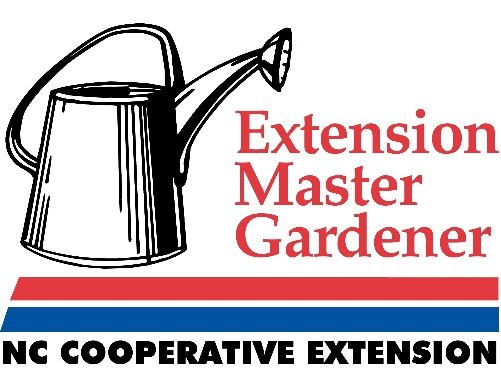 Extension
Master
Gardener
NC COOPERATIVE EXTENSION